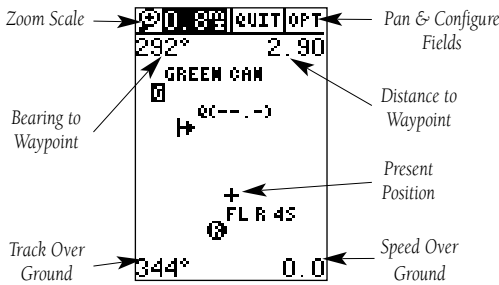 Zoom Scale
0.8 QUIT OPT
Pan & Configure
Fields
292° 2.90
GREEN CAN
G
Bearing to
Waypoint
Distance to
Waypoint
@(--.-)
Present
Position
FL R 4S
R
Track Over
Ground
Speed Over
Ground
344° 0.0